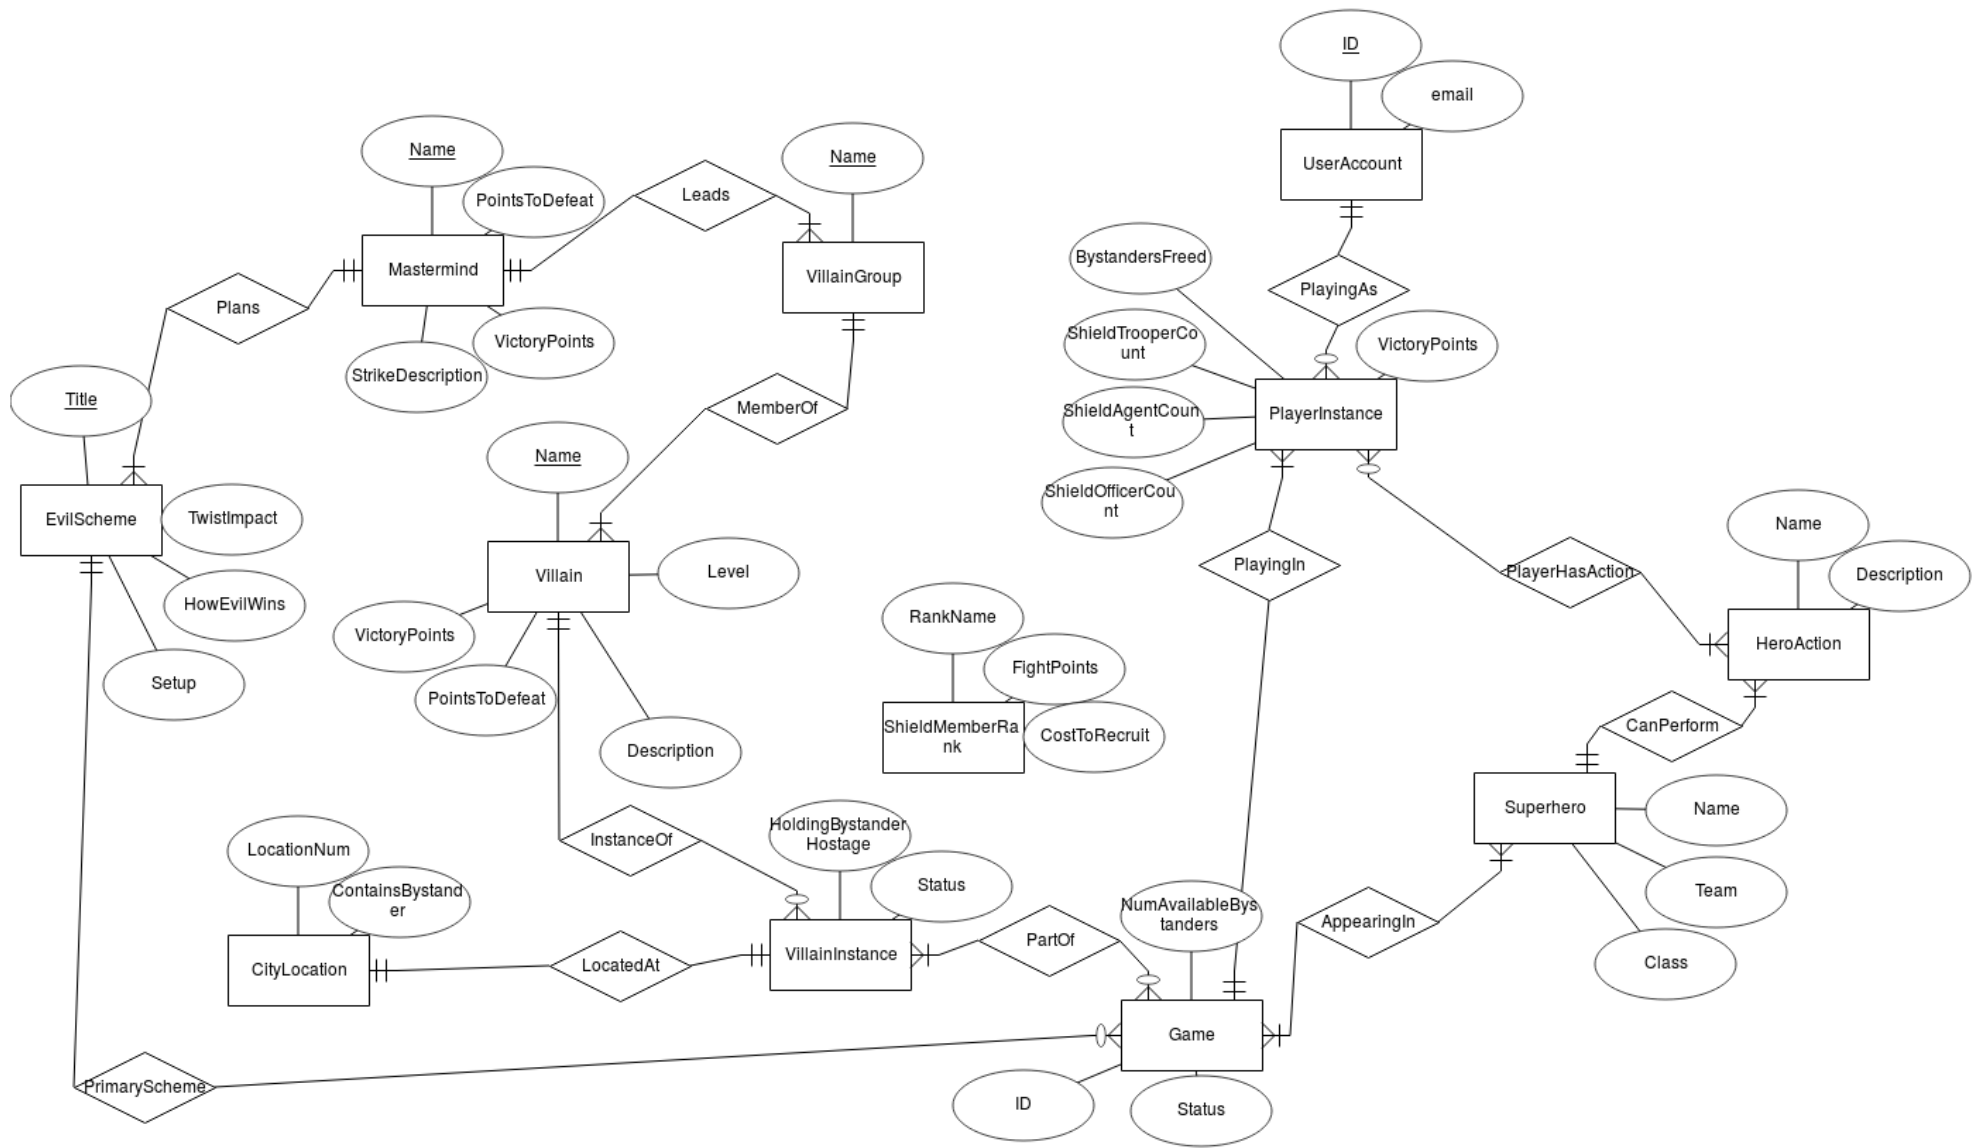 ID
email
UserAccount
Name
PointsToDefeat
Mastermind
StrikeDescription
VictoryPoints
Leads
Name
VillainGroup
Plans
PlayingAs
BystandersFreed
ShieldTrooperCo
unt
ShieldAgentCoun
t
ShieldOfficerCou
nt
VictoryPoints
PlayerInstance
Title
EvilScheme
TwistImpact
HowEvilWins
Setup
MemberOf
Name
Villain
Level
VictoryPoints
PointsToDefeat
Description
PlayingIn
PlayerHasAction
Name
Description
HeroAction
RankName
FightPoints
ShieldMemberRa
nk
CostToRecruit
CanPerform
Superhero
Name
Team
Class
InstanceOf
HoldingBystander
Hostage
Status
VillainInstance
LocationNum
ContainsBystand
er
CityLocation
LocatedAt
PartOf
NumAvailableBys
tanders
AppearingIn
Game
ID
Status
PrimaryScheme